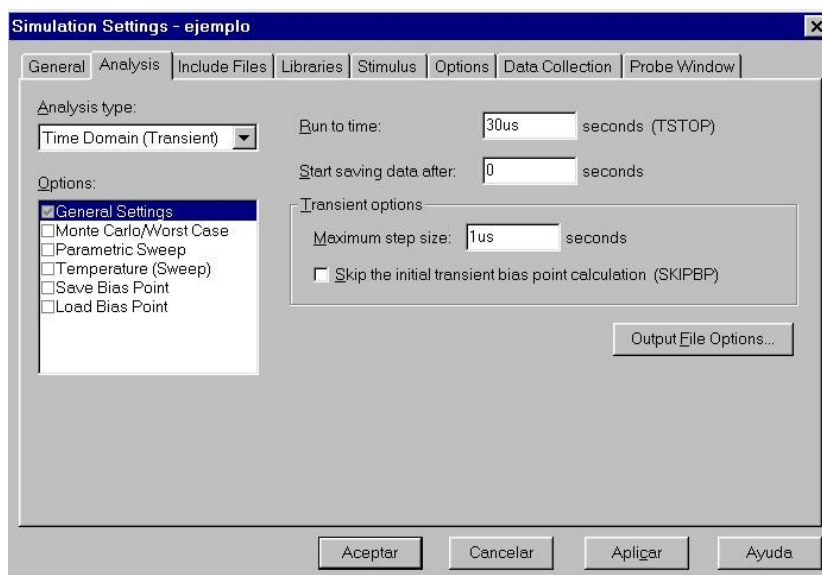 Simulation Settings - ejemplo
General Analysis Include Files Libraries Stimulus Options Data Collection Probe Window
Analysis type:
Time Domain (Transient)
Options:
General Settings
Monte Carlo/Worst Case
Parametric Sweep
Temperature (Sweep)
Save Bias Point
Load Bias Point
Run to time: 30us seconds (TSTOP)
Start saving data after: 0 seconds
Transient options
Maximum step size: 1us seconds
Skip the initial transient bias point calculation (SKIPBP)
Output File Options...
Aceptar Cancelar Aplicar Ayuda